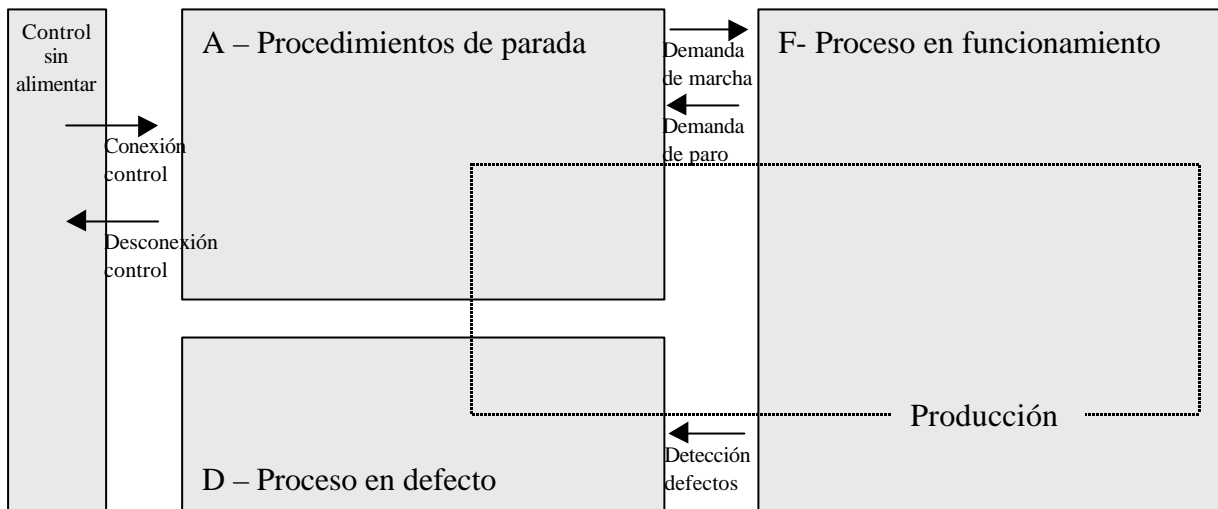 Control
sin
alimentar
A – Procedimientos de parada
Demanda
de marcha
Demanda
de paro
F- Proceso en funcionamiento
Conexión
control
Desconexión
control
Producción
D – Proceso en defecto
Detección
defectos